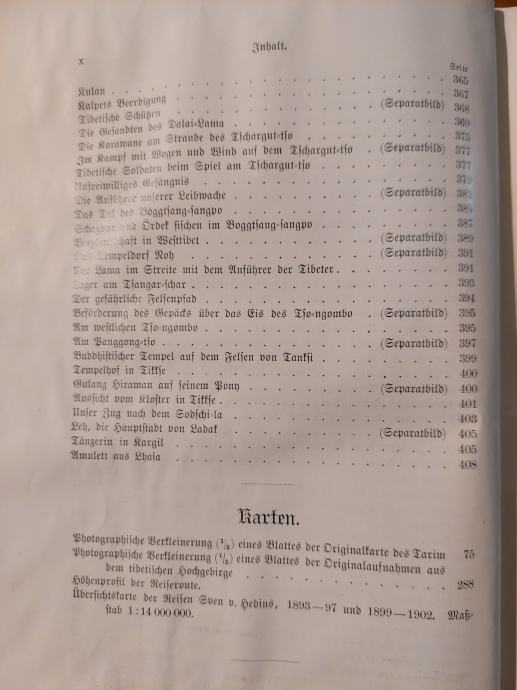 Inhalt.
x
Seite
Kulan . . . 365
Kalpets Beerdigung . . . 367
Tibetische Schützen . . . (Separatbild) 368
Die Gesandten des Dalai-Lama . . . 369
Die Karawane am Strande des Tschargut-tso . . . 375
Im Kampf mit Wogen und Wind auf dem Tschargut-tso . (Separatbild) 377
Tibetische Soldaten beim Spiel am Tschargut-tso . . . 377
Unfreiwilliges Gefängnis . . . 379
Die Anführer unserer Leibwache . . . (Separatbild) 383
Das Tal des Boggtsang-sangpo . . . 385
und Ördek fischen im Boggtsang-sangpo . . . 387
in Westtibet . . . (Separatbild) 389
Tempeldorf Noh . . . (Separatbild) 391
Lama im Streite mit dem Anführer der Tibeter . . . 391
Lager am Tsangar-schar . . . 393
Der gefährliche Felsenpfad . . . 394
Beförderung des Gepäcks über das Eis des Tso-ngombo . (Separatbild) 395
Am westlichen Tso-ngombo . . . 395
Am Panggong-tso . . . (Separatbild) 397
Buddhistischer Tempel auf dem Felsen von Tanksi . . . 399
Tempelhof in Tikkse . . . 400
Gulang Hiraman auf seinem Pony . . . (Separatbild) 400
Aussicht vom Kloster in Tikkse . . . 401
Unser Zug nach dem Sodschi-la . . . 403
Leh, die Hauptstadt von Ladak . . . (Separatbild) 405
Tänzerin in Kargil . . . 405
Amulett aus Lhasa . . . 408
Karten.
Photographische Verkleinerung (1/2) eines Blattes der Originalkarte des Tarim 75
Photographische Verkleinerung (1/2) eines Blattes der Originalaufnahmen aus
dem tibetischen Hochgebirge . . . 288
Höhenprofil der Reiseroute.
Übersichtskarte der Reisen Sven v. Hedins, 1893—97 und 1899—1902. Maß-
stab 1 : 14 000 000.